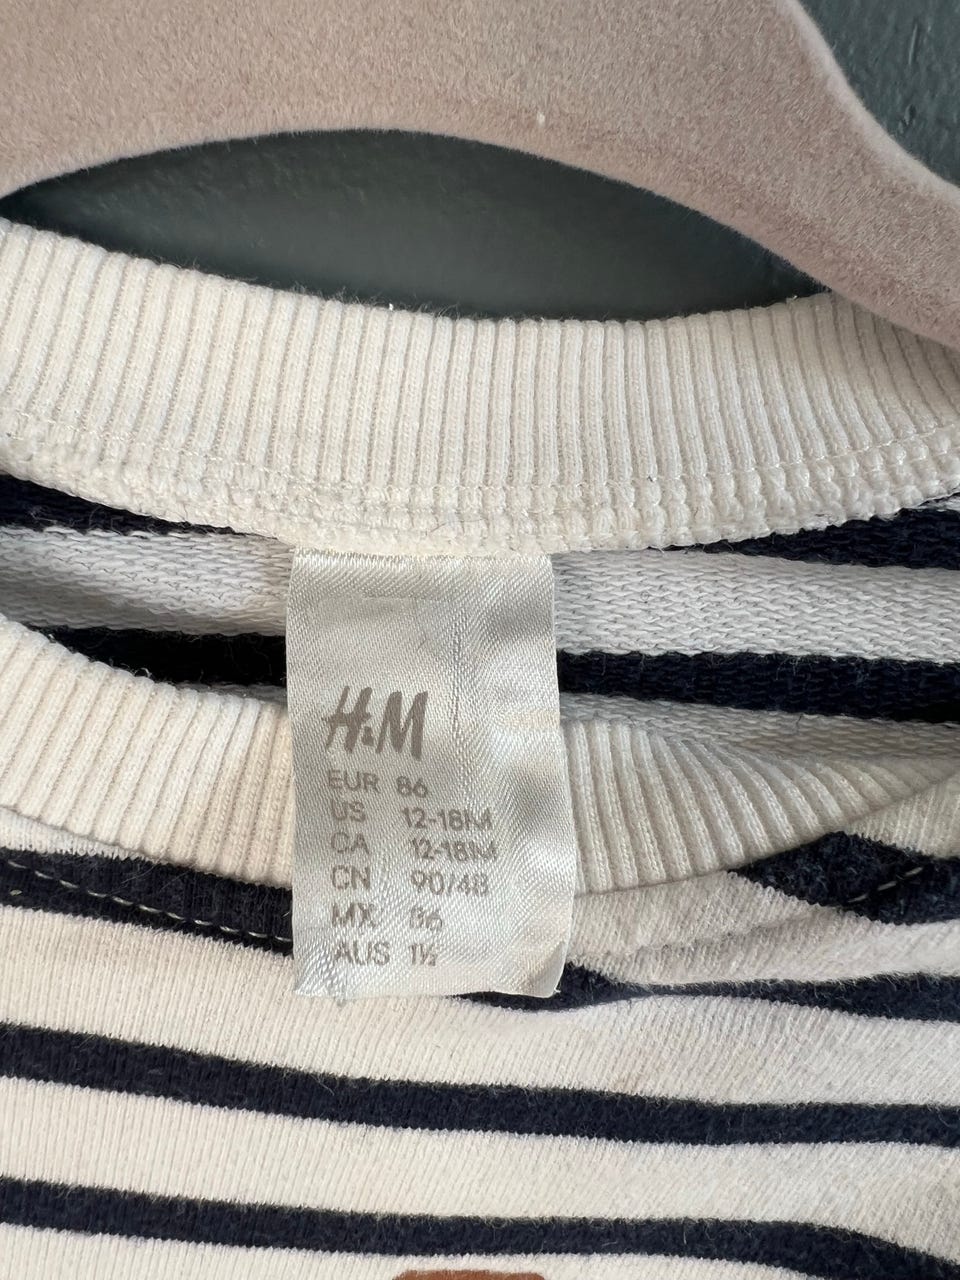 H&M
EUR 86
US 12-18M
CA 12-18M
CN 90/48
MX 86
AUS 1½